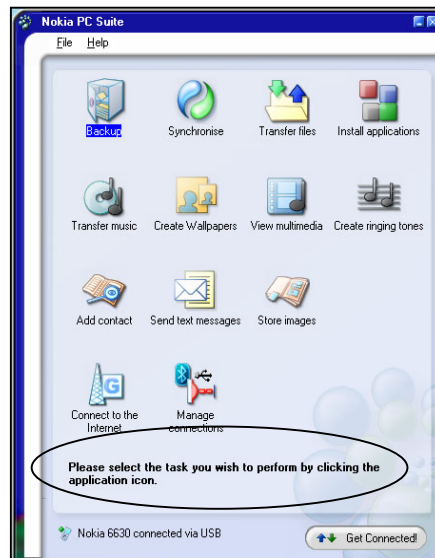 Nokia PC Suite
File Help
Backup Synchronise Transfer files Install applications
Transfer music Create Wallpapers View multimedia Create ringing tones
Add contact Send text messages Store images
Connect to the Manage
Internet connections
Please select the task you wish to perform by clicking the
application icon.
Nokia 6630 connected via USB Get Connected!